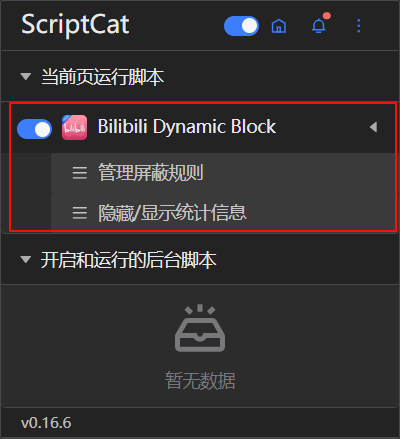 ScriptCat
当前页运行脚本
Bilibili Dynamic Block
管理屏蔽规则
隐藏/显示统计信息
开启和运行的后台脚本
暂无数据
v0.16.6